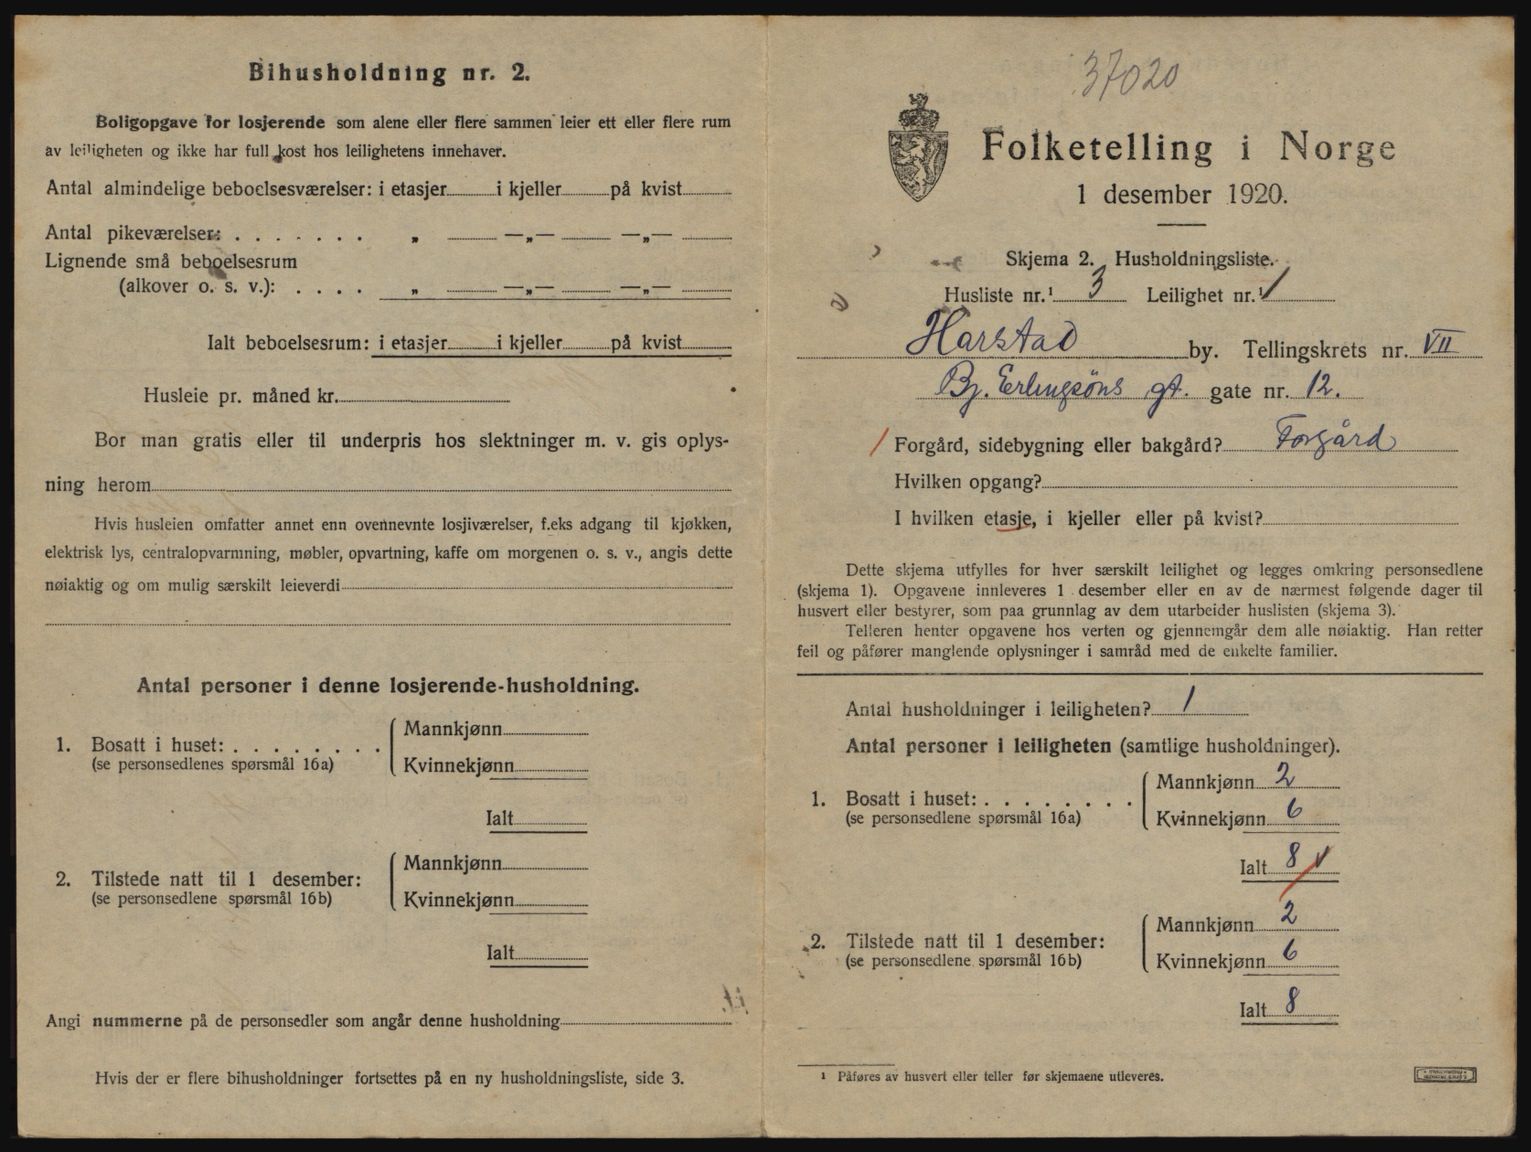 Bihusholdning nr. 2.
Boligopgave for losjerende som alene eller flere sammen leier ett eller flere rum
av leiligheten og ikke har full kost hos leilighetens innehaver.
Antal almindelige beboelsesværelser: i etasjer i kjeller på kvist
Antal pikeværelser: . . . . . . . „ —„— —„—
Lignende små beboelsesrum
(alkover o. s. v.): . . . . „ —„— —„—
Ialt beboelsesrum: i etasjer i kjeller på kvist
Husleie pr. måned kr.
Bor man gratis eller til underpris hos slektninger m. v. gis oplys-
ning herom
Hvis husleien omfatter annet enn ovennevnte losjiværelser, f.eks adgang til kjøkken,
elektrisk lys, centralopvarmning, møbler, opvartning, kaffe om morgenen o. s. v., angis dette
nøiaktig og om mulig særskilt leieverdi
Antal personer i denne losjerende-husholdning.
1. Bosatt i huset: . . . . . . . .
(se personsedlenes spørsmål 16a)
Mannkjønn
Kvinnekjønn
Ialt
2. Tilstede natt til 1 desember:
(se personsedlene spørsmål 16b)
Mannkjønn
Kvinnekjønn
Ialt
Angi nummerne på de personsedler som angår denne husholdning
Hvis der er flere bihusholdninger fortsettes på en ny husholdningsliste, side 3.
37020
Folketelling i Norge
1 desember 1920.
Skjema 2. Husholdningsliste.
Husliste nr.¹ 3 Leilighet nr.¹ 1
Harstad by. Tellingskrets nr. VII
Bj. Erlingsöns gt. gate nr. 12.
Forgård, sidebygning eller bakgård? Forgård
Hvilken opgang?
I hvilken etasje, i kjeller eller på kvist?
Dette skjema utfylles for hver særskilt leilighet og legges omkring personsedlene
(skjema 1). Opgavene innleveres 1 desember eller en av de nærmest følgende dager til
husvert eller bestyrer, som paa grunnlag av dem utarbeider huslisten (skjema 3).
Telleren henter opgavene hos verten og gjennemgår dem alle nøiaktig. Han retter
feil og påfører manglende oplysninger i samråd med de enkelte familier.
Antal husholdninger i leiligheten? 1
Antal personer i leiligheten (samtlige husholdninger).
1. Bosatt i huset: . . . . . . . .
(se personsedlene spørsmål 16a)
Mannkjønn 2
Kvinnekjønn 6
Ialt 8
2. Tilstede natt til 1 desember:
(se personsedlene spørsmål 16b)
Mannkjønn 2
Kvinnekjønn 6
Ialt 8
¹ Påføres av husvert eller teller før skjemaene utleveres.